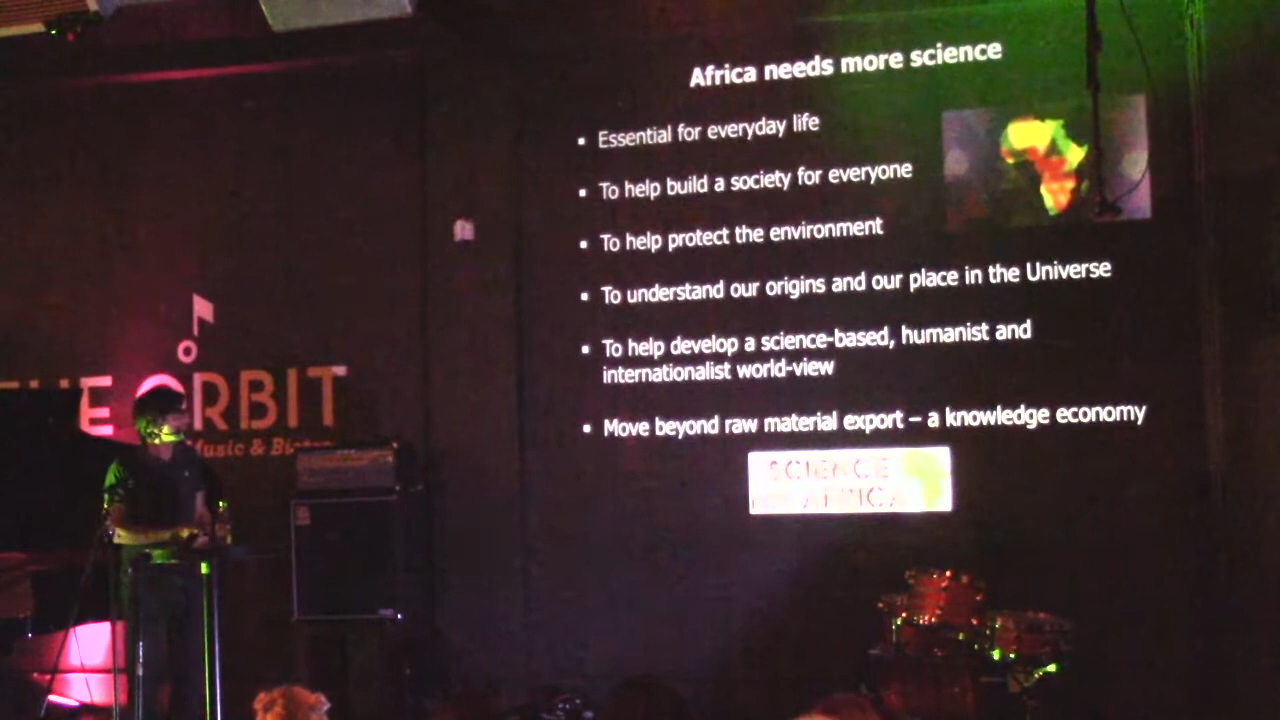 Africa needs more science
▪ Essential for everyday life
▪ To help build a society for everyone
▪ To help protect the environment
▪ To understand our origins and our place in the Universe
▪ To help develop a science-based, humanist and
internationalist world-view
▪ Move beyond raw material export – a knowledge economy
SCIENCE
AFRICA
ORBIT
Music &